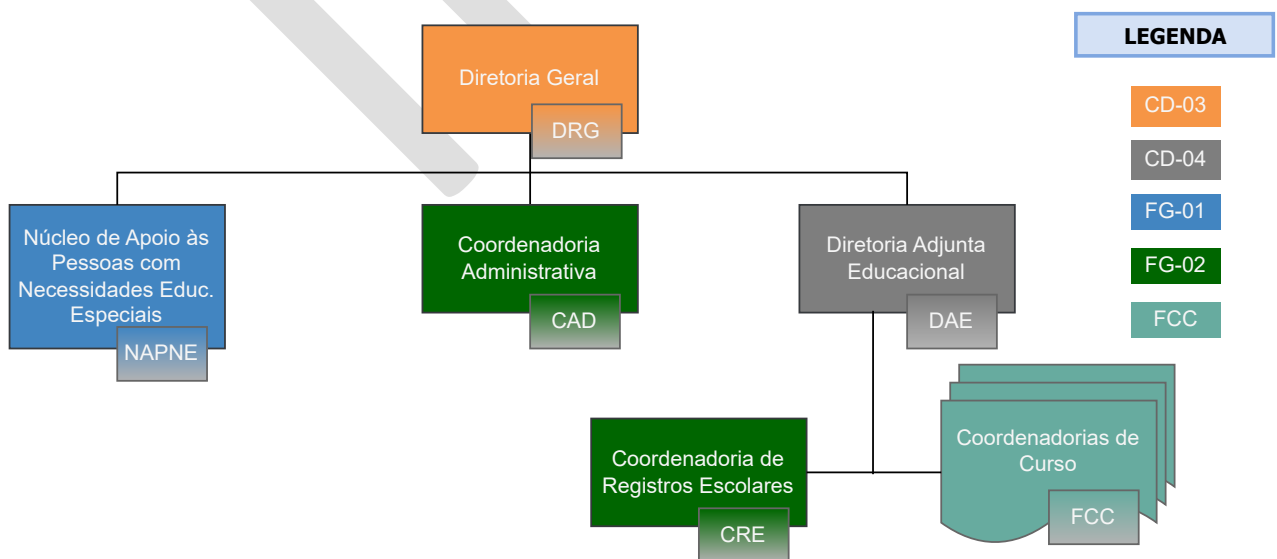 LEGENDA
CD-03
CD-04
FG-01
FG-02
FCC
Diretoria Geral
DRG
Núcleo de Apoio às
Pessoas com
Necessidades Educ.
Especiais
NAPNE
Coordenadoria
Administrativa
CAD
Diretoria Adjunta
Educacional
DAE
Coordenadoria de
Registros Escolares
CRE
Coordenadorias de
Curso
FCC